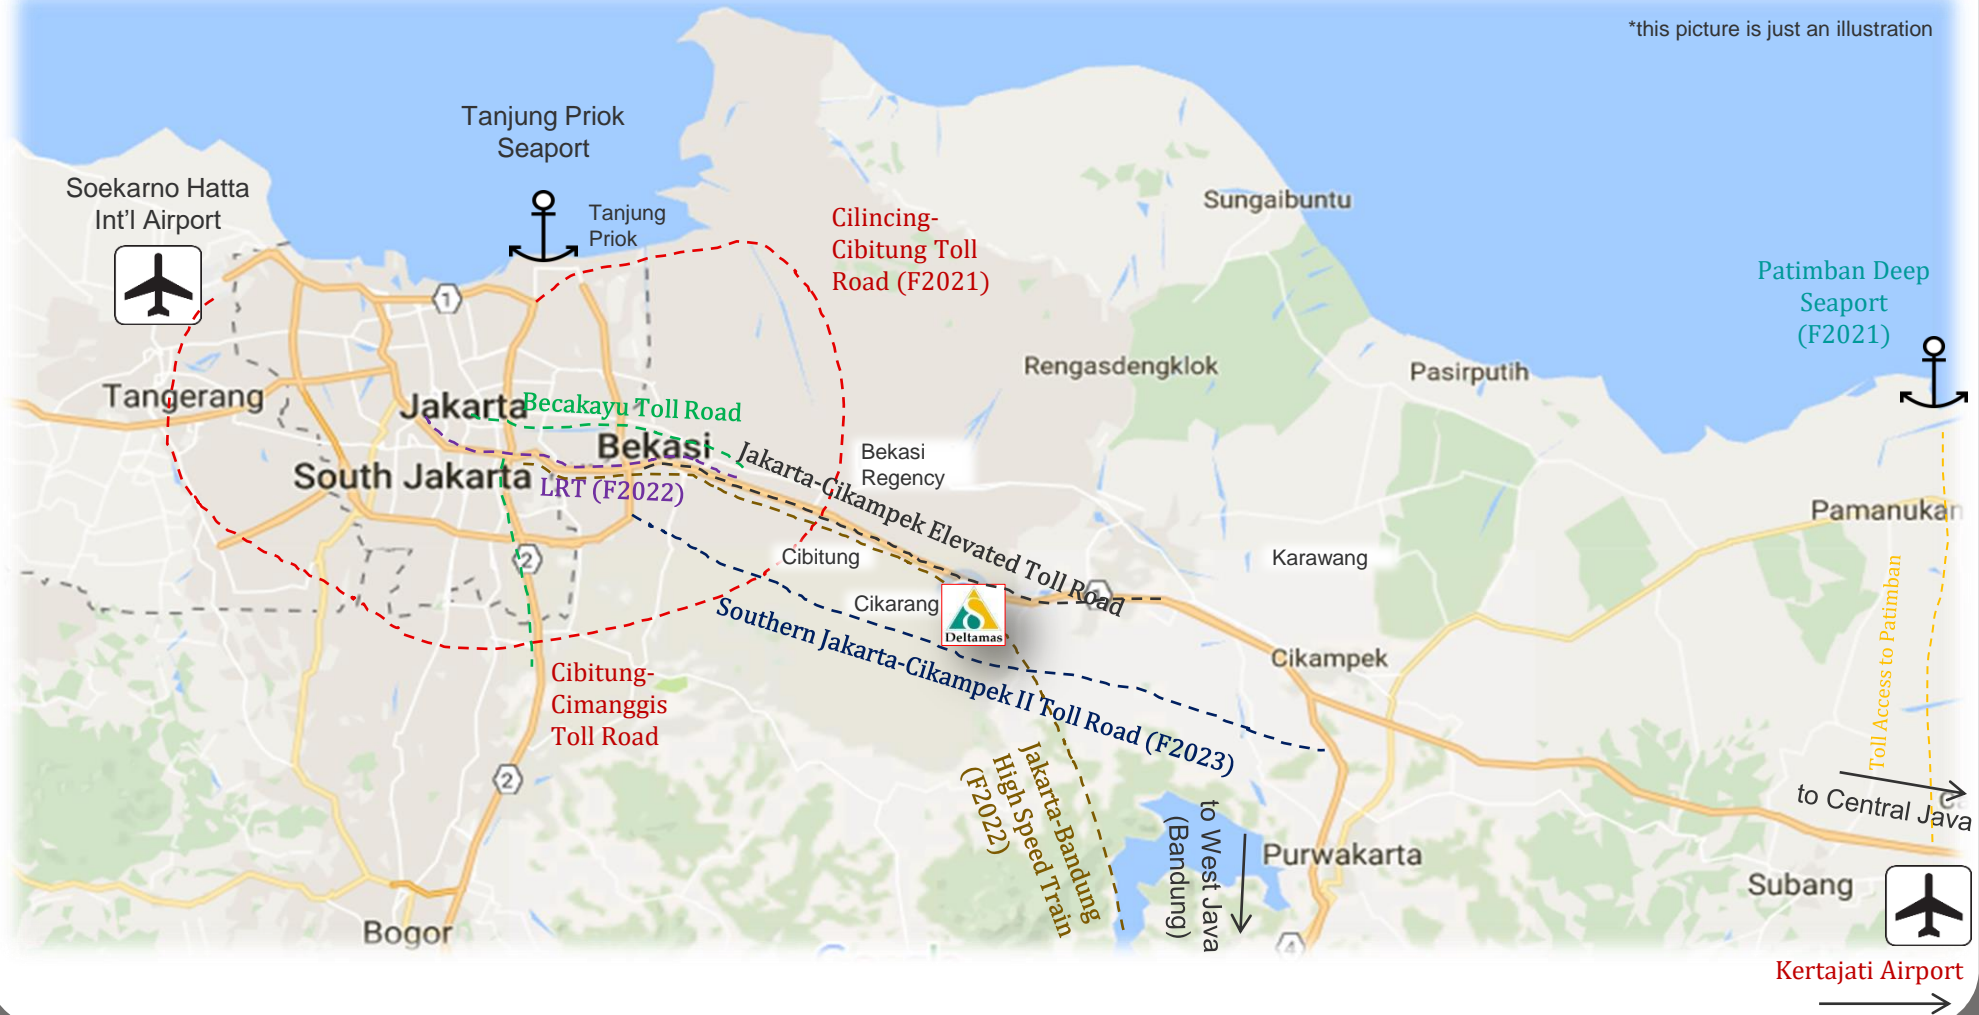 *this picture is just an illustration
Tanjung Priok
Seaport
Soekarno Hatta
Int'l Airport
Tanjung
Priok
Cilincing-
Cibitung Toll
Road (F2021)
Sungaibuntu
Patimban Deep
Seaport
(F2021)
1
Rengasdengklok
Pasirputih
Tangerang
Jakarta
Becakayu Toll Road
Bekasi
South Jakarta
LRT (F2022)
Jakarta-Cikampek Elevated Toll Road
Bekasi
Regency
Pamanukan
2
Cibitung
Karawang
Cikarang
Deltamas
Southern Jakarta-Cikampek II Toll Road (F2023)
Cikampek
Toll Access to Patimban
Cibitung-
Cimanggis
Toll Road
2
Jakarta-Bandung
High Speed Train
(F2022)
to West Java
(Bandung)
to Central Java
Purwakarta
Subang
Bogor
4
Kertajati Airport